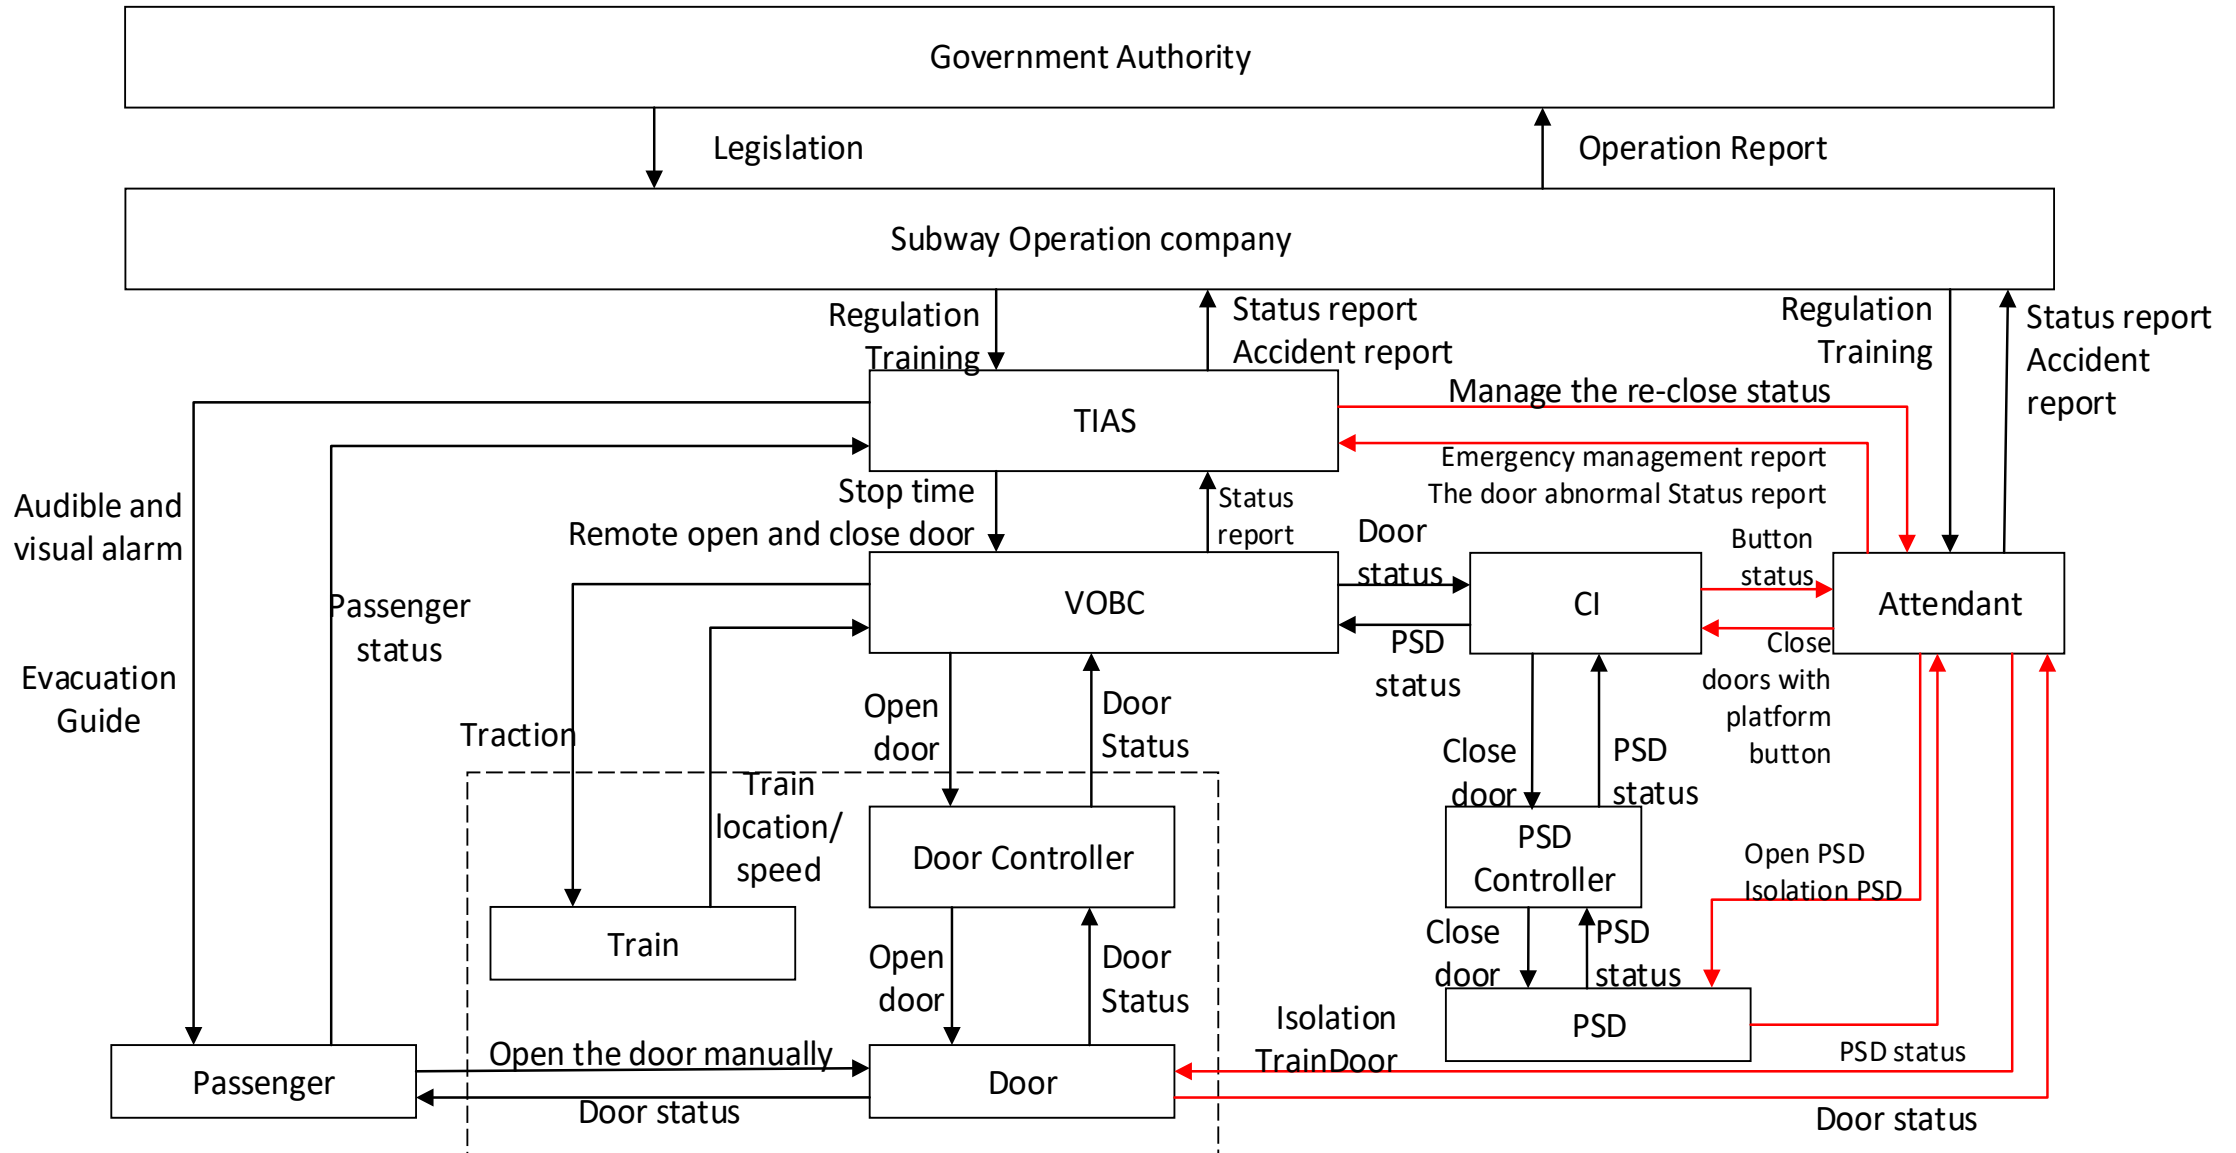 Government Authority
Legislation
Operation Report
Subway Operation company
Regulation
Training
Status report
Accident report
Regulation
Training
Status report
Accident
report
TIAS
Manage the re-close status
Emergency management report
The door abnormal Status report
Audible and
visual alarm
Stop time
Remote open and close door
Status
report
Door
status
Button
status
Passenger
status
VOBC
CI
Attendant
PSD
status
Close
doors with
platform
button
Evacuation
Guide
Traction
Open
door
Door
Status
Close
door
PSD
status
Train
location/
speed
Door Controller
PSD
Controller
Open PSD
Isolation PSD
Train
Open
door
Door
Status
Close
door
PSD
status
PSD
Isolation
TrainDoor
PSD status
Passenger
Open the door manually
Door status
Door
Door status